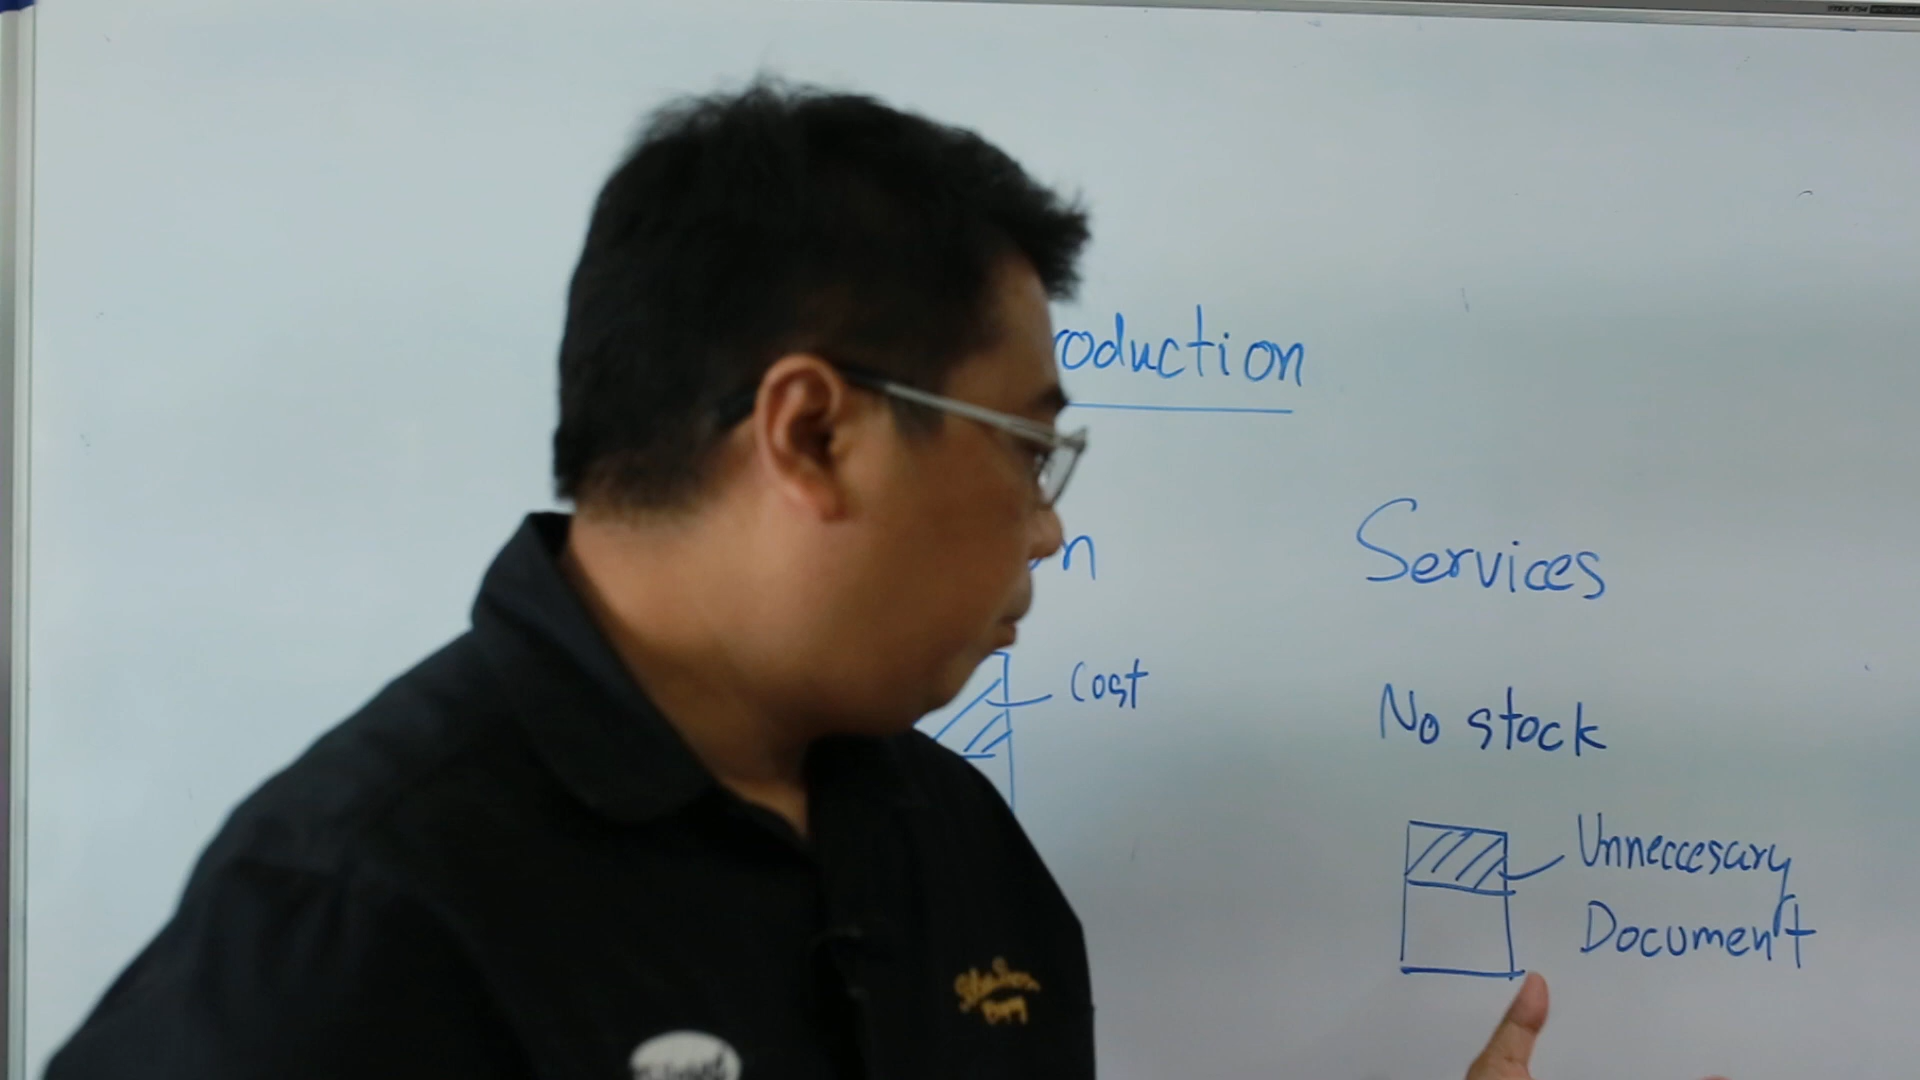 roduction
n
Services
Cost
No stock
Unneccesary
Document